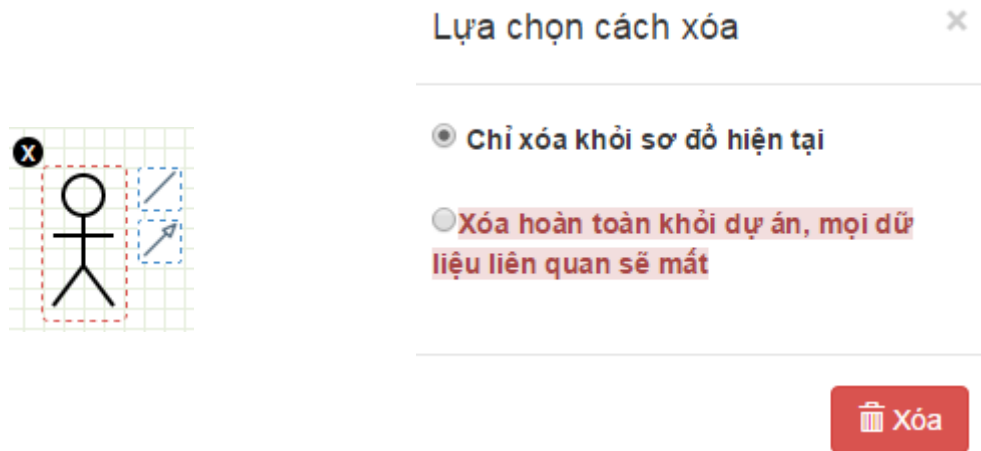 Lựa chọn cách xóa
×
X
Chỉ xóa khỏi sơ đồ hiện tại
Xóa hoàn toàn khỏi dự án, mọi dữ
liệu liên quan sẽ mất
Xóa